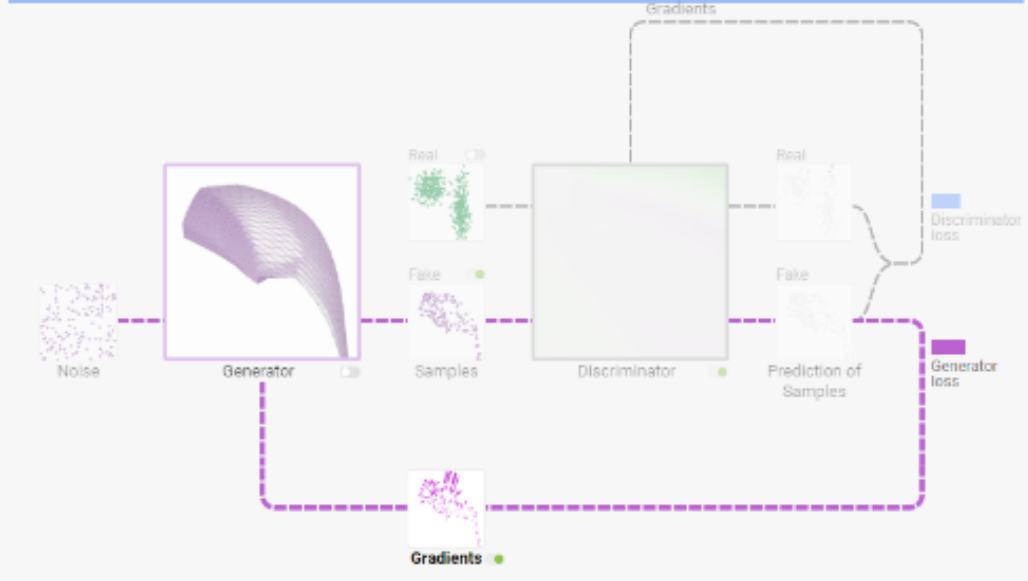 Gradients
Real
Real
Discriminator
loss
Fake
Fake
Noise
Generator
Samples
Discriminator
Prediction of
Samples
Generator
loss
Gradients